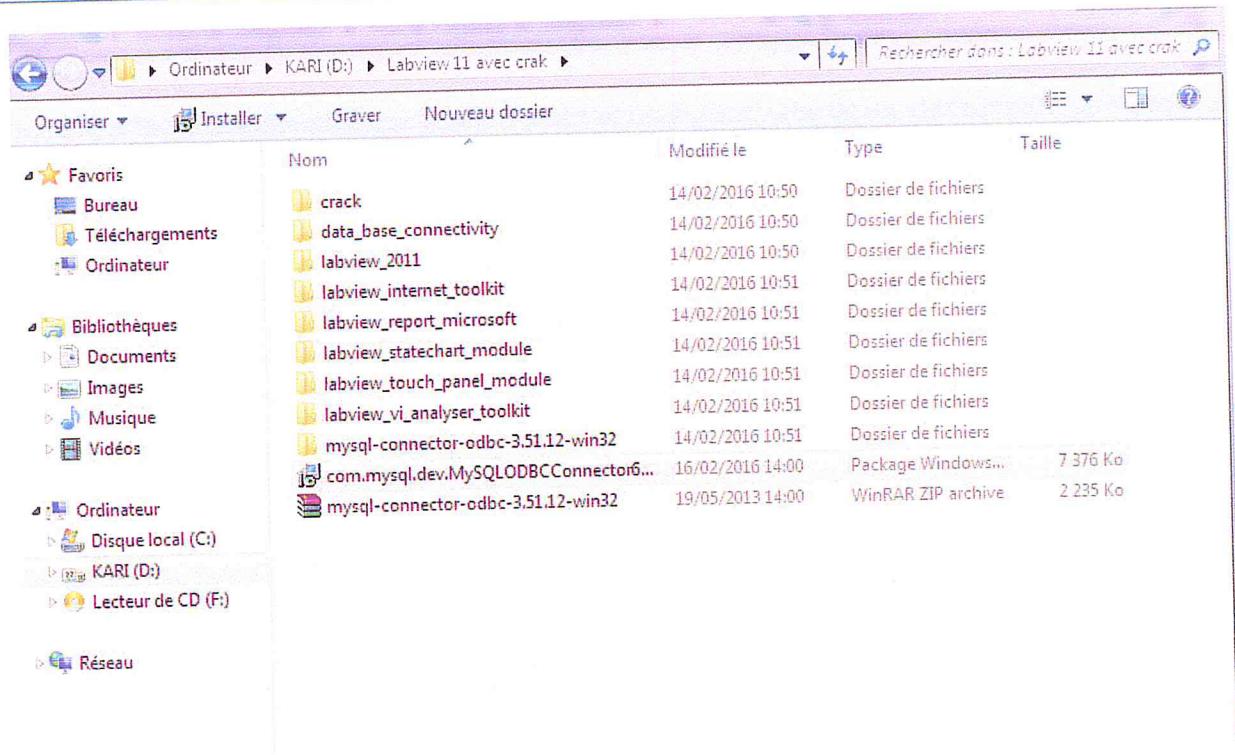 Ordinateur ▸ KARI (D:) ▸ Labview 11 avec crak ▸
Rechercher dans : Labview 11 avec crak
Organiser
Installer
Graver
Nouveau dossier
Nom Modifié le Type Taille
Favoris
Bureau
Téléchargements
Ordinateur
Bibliothèques
Documents
Images
Musique
Vidéos
Ordinateur
Disque local (C:)
KARI (D:)
Lecteur de CD (F:)
Réseau
crack 14/02/2016 10:50 Dossier de fichiers
data_base_connectivity 14/02/2016 10:50 Dossier de fichiers
labview_2011 14/02/2016 10:50 Dossier de fichiers
labview_internet_toolkit 14/02/2016 10:51 Dossier de fichiers
labview_report_microsoft 14/02/2016 10:51 Dossier de fichiers
labview_statechart_module 14/02/2016 10:51 Dossier de fichiers
labview_touch_panel_module 14/02/2016 10:51 Dossier de fichiers
labview_vi_analyser_toolkit 14/02/2016 10:51 Dossier de fichiers
mysql-connector-odbc-3.51.12-win32 14/02/2016 10:51 Dossier de fichiers
com.mysql.dev.MySQLODBCConnector6... 16/02/2016 14:00 Package Windows... 7 376 Ko
mysql-connector-odbc-3.51.12-win32 19/05/2013 14:00 WinRAR ZIP archive 2 235 Ko